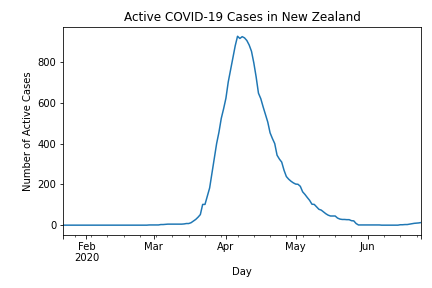 Active COVID-19 Cases in New Zealand
Number of Active Cases
800
600
400
200
0
Feb
2020
Mar
Apr
May
Jun
Day